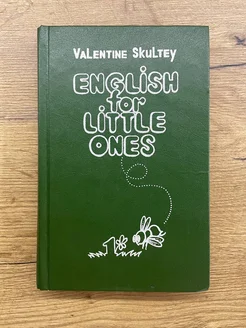 VALENTINE SKULTEY
ENGLISH
for
LITTLE
ONES
1